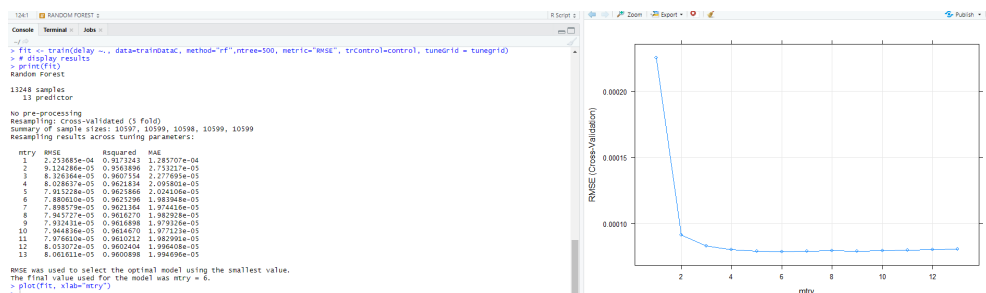 124:1 RANDOM FOREST R Script
Console Terminal × Jobs ×
~/
> fit <- train(delay ~., data=trainDataC, method="rf",ntree=500, metric="RMSE", trControl=control, tuneGrid = tunegrid)
> # display results
> print(fit)
Random Forest
13248 samples
13 predictor
No pre-processing
Resampling: Cross-Validated (5 fold)
Summary of sample sizes: 10597, 10599, 10598, 10599, 10599
Resampling results across tuning parameters:
mtry RMSE Rsquared MAE
1 2.253685e-04 0.9173243 1.285707e-04
2 9.124286e-05 0.9563896 2.753217e-05
3 8.326364e-05 0.9607554 2.277695e-05
4 8.028637e-05 0.9621834 2.095801e-05
5 7.915228e-05 0.9625866 2.024106e-05
6 7.880610e-05 0.9625296 1.983948e-05
7 7.898579e-05 0.9621364 1.974416e-05
8 7.945727e-05 0.9616270 1.982928e-05
9 7.932431e-05 0.9616898 1.979326e-05
10 7.944836e-05 0.9614670 1.977123e-05
11 7.976610e-05 0.9610212 1.982991e-05
12 8.053072e-05 0.9602404 1.996408e-05
13 8.061611e-05 0.9600898 1.994696e-05
RMSE was used to select the optimal model using the smallest value.
The final value used for the model was mtry = 6.
> plot(fit, xlab="mtry")
Zoom Export Publish
RMSE (Cross-Validation)
0.00020
0.00015
0.00010
2 4 6 8 10 12
mtry